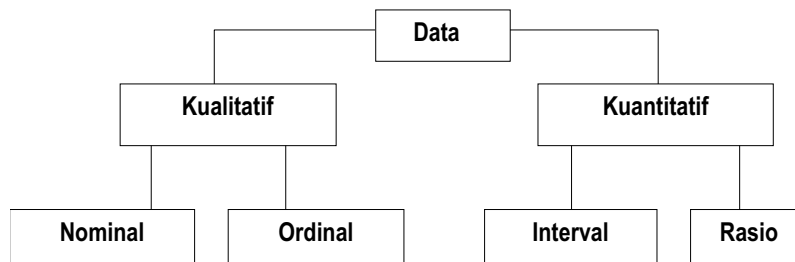 Data
Kualitatif
Kuantitatif
Nominal
Ordinal
Interval
Rasio